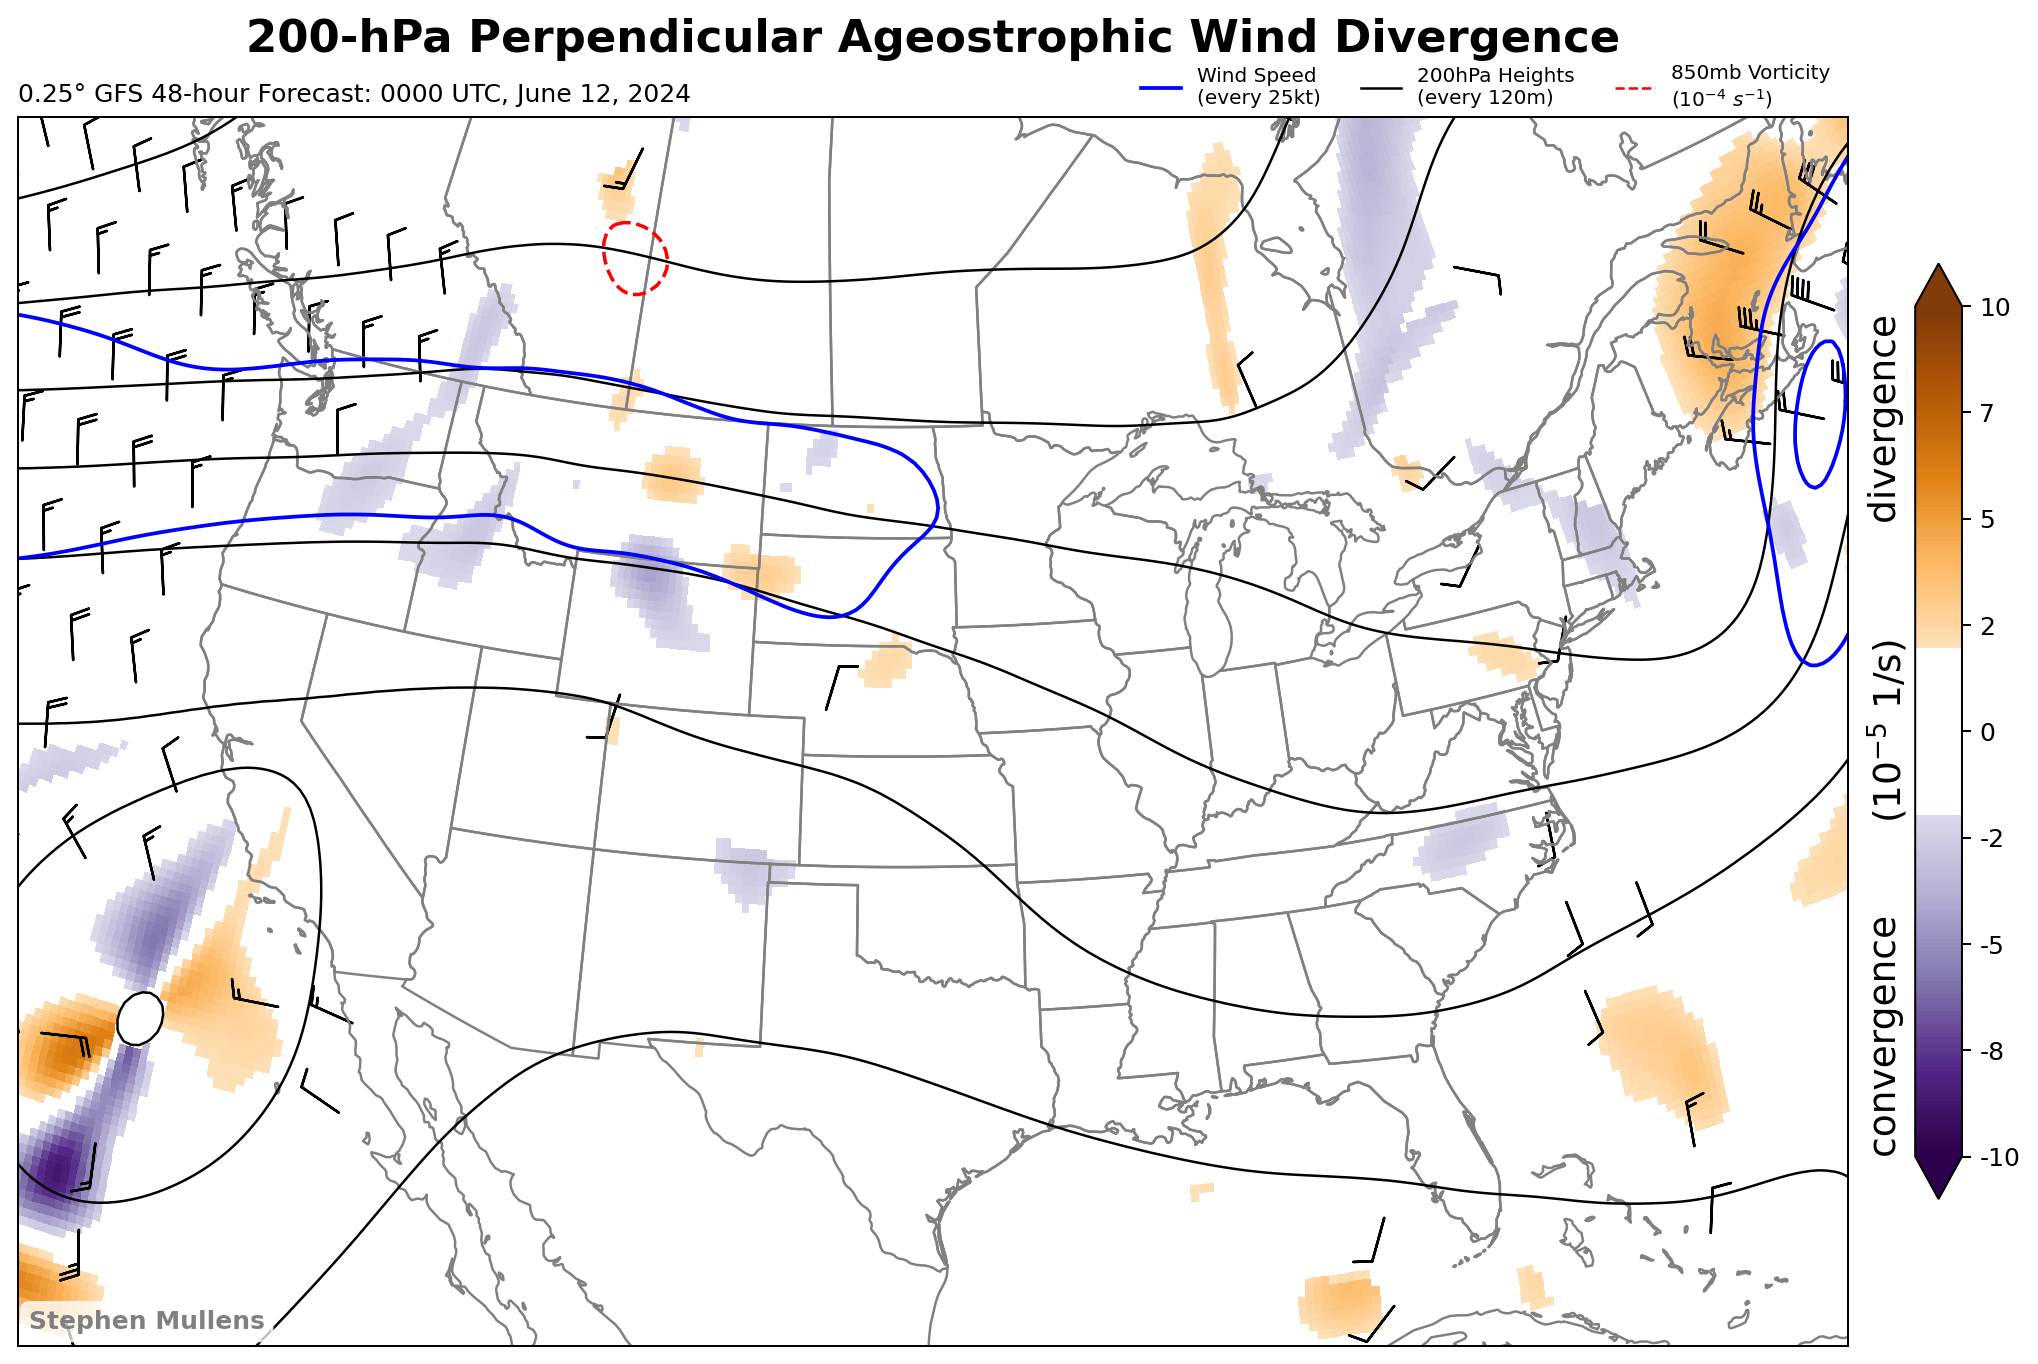 200-hPa Perpendicular Ageostrophic Wind Divergence
0.25° GFS 48-hour Forecast: 0000 UTC, June 12, 2024
Wind Speed
(every 25kt)
200hPa Heights
(every 120m)
850mb Vorticity
(10⁻⁴ s⁻¹)
10
7
5
2
0
-2
-5
-8
-10
convergence (10⁻⁵ 1/s) divergence
Stephen Mullens